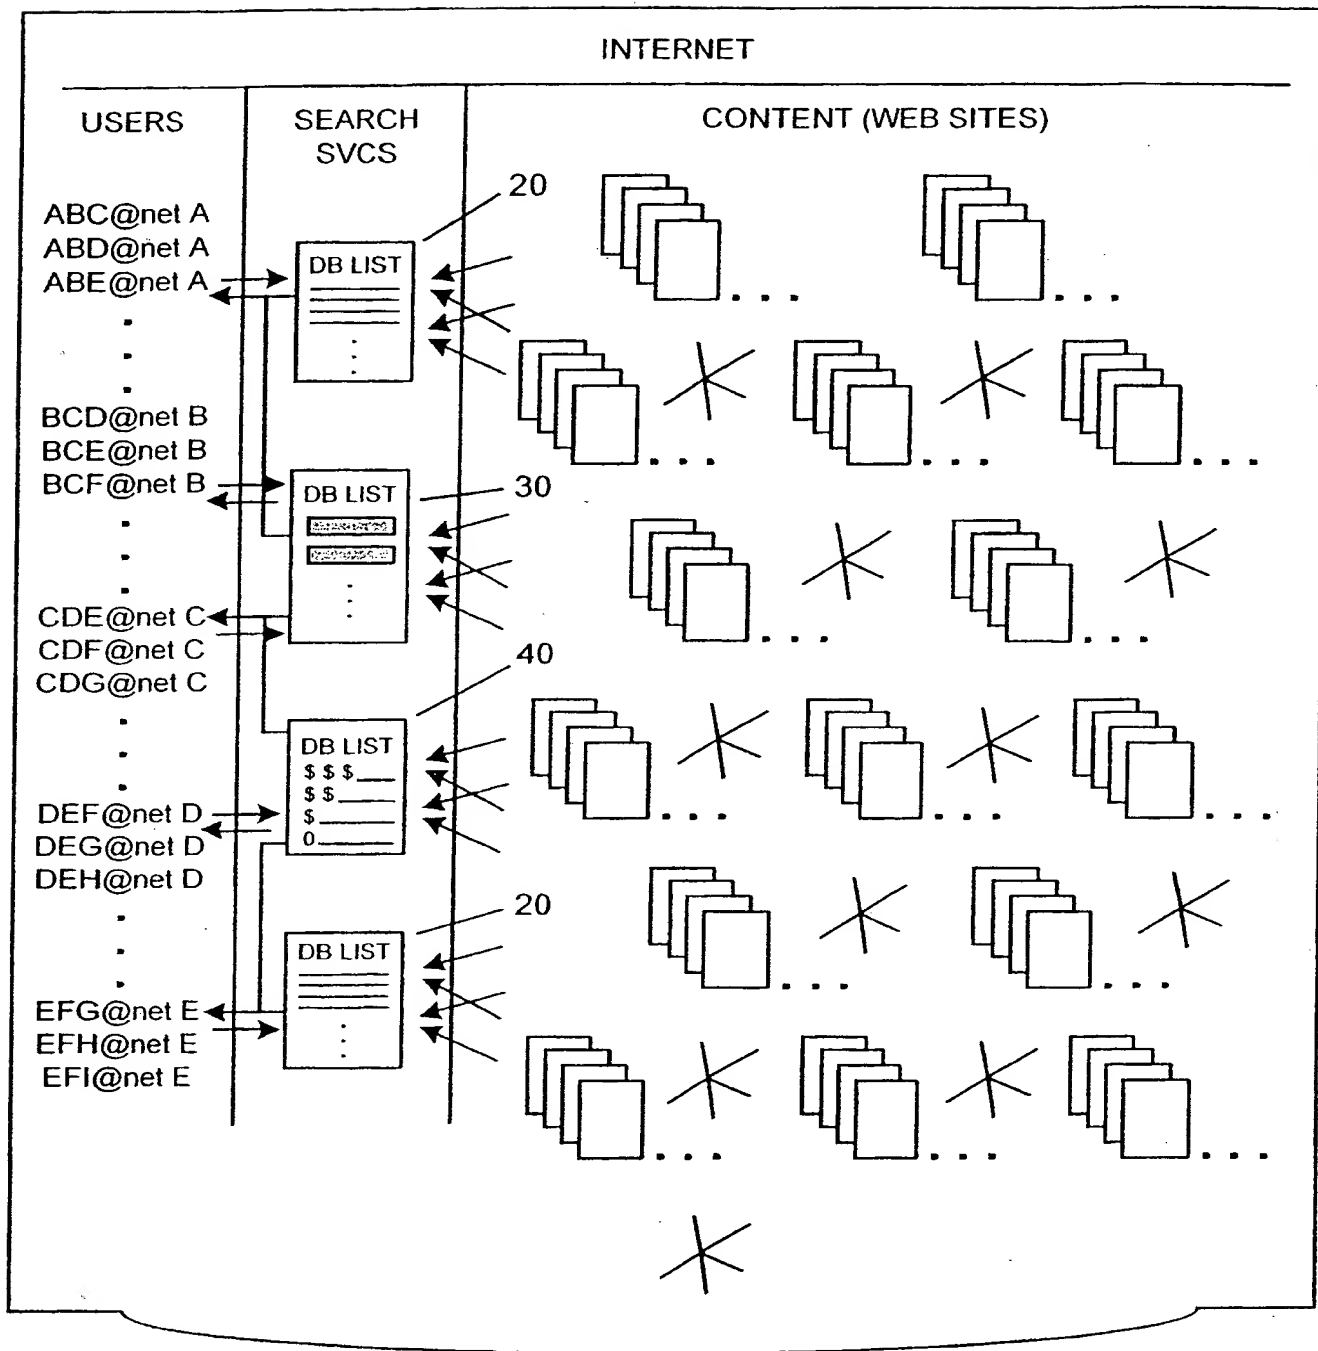 INTERNET
USERS
SEARCH
SVCS
CONTENT (WEB SITES)
ABC@net A
ABD@net A
ABE@net A
BCD@net B
BCE@net B
BCF@net B
CDE@net C
CDF@net C
CDG@net C
DEF@net D
DEG@net D
DEH@net D
EFG@net E
EFH@net E
EFI@net E
20
DB LIST
30
DB LIST
40
DB LIST
$ $ $
$ $
$
0
20
DB LIST